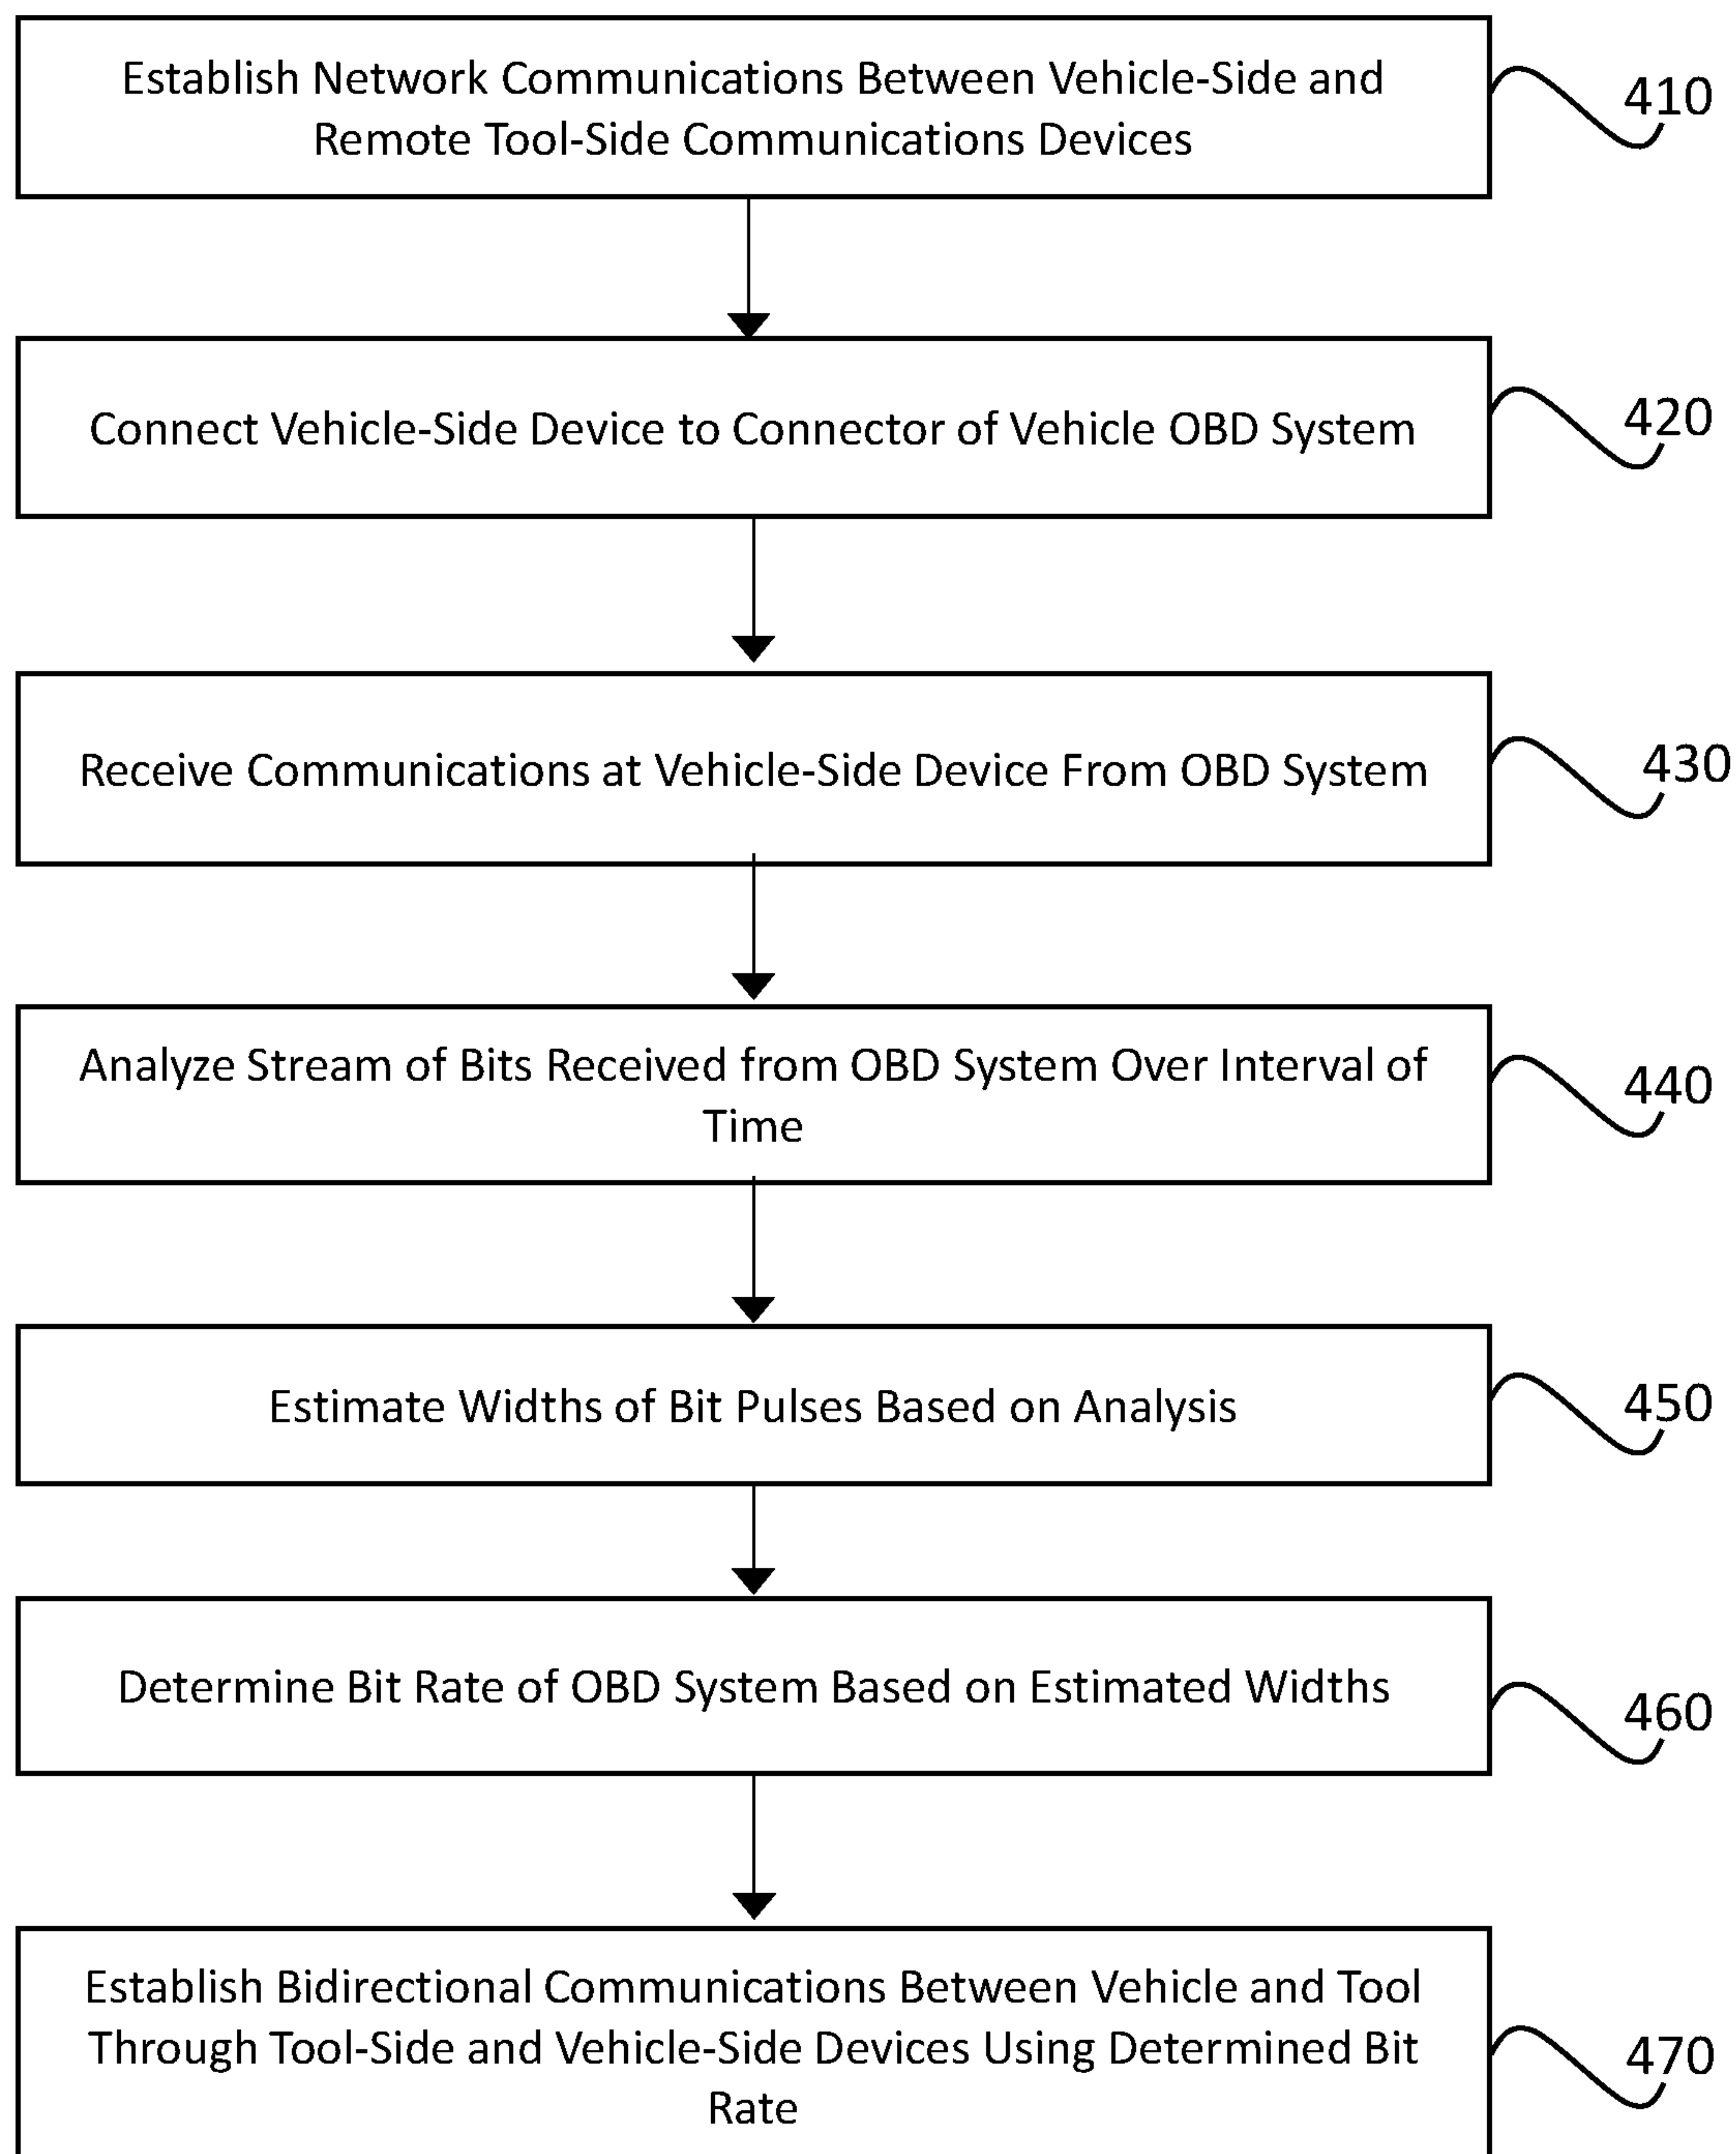 Establish Network Communications Between Vehicle-Side and
Remote Tool-Side Communications Devices
410
Connect Vehicle-Side Device to Connector of Vehicle OBD System
420
Receive Communications at Vehicle-Side Device From OBD System
430
Analyze Stream of Bits Received from OBD System Over Interval of
Time
440
Estimate Widths of Bit Pulses Based on Analysis
450
Determine Bit Rate of OBD System Based on Estimated Widths
460
Establish Bidirectional Communications Between Vehicle and Tool
Through Tool-Side and Vehicle-Side Devices Using Determined Bit
Rate
470